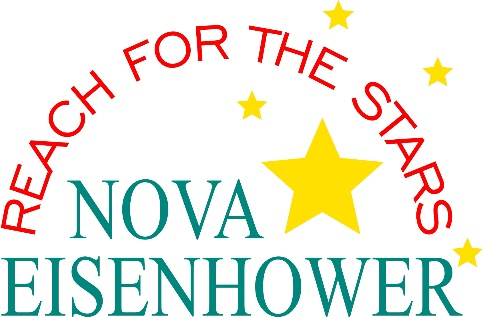 REACH FOR THE STARS
NOVA
EISENHOWER